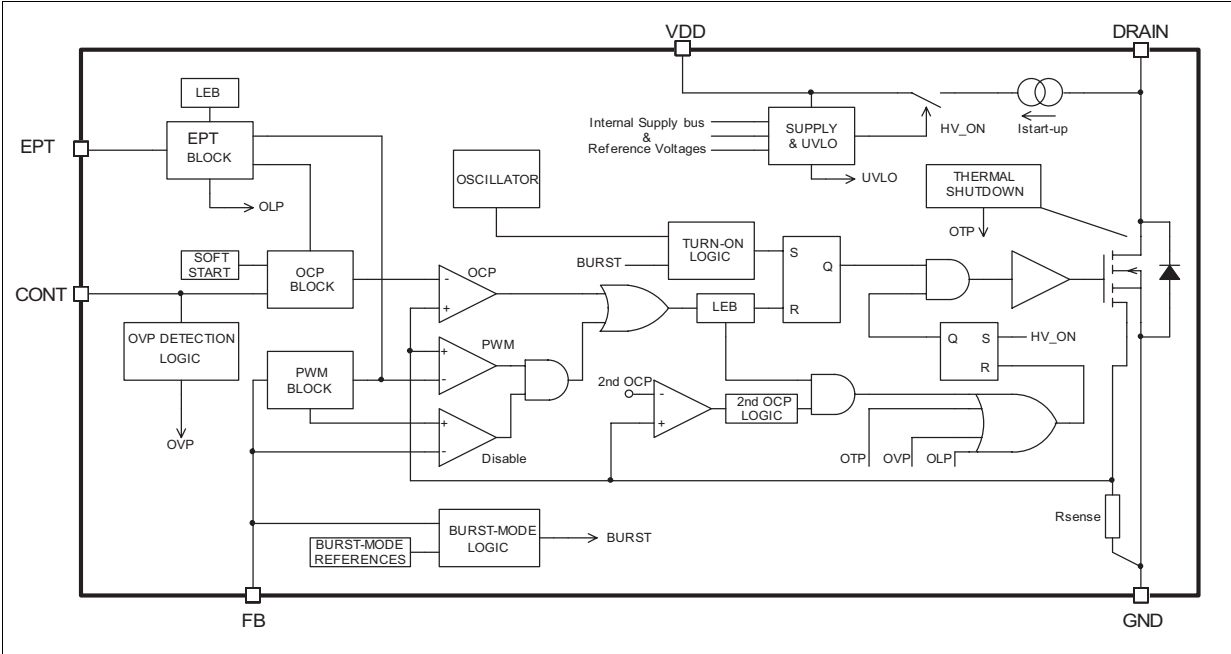 VDD
DRAIN
LEB
EPT
EPT
BLOCK
OLP
Internal Supply bus
&
Reference Voltages
SUPPLY
& UVLO
HV_ON
Istart-up
UVLO
OSCILLATOR
THERMAL
SHUTDOWN
OTP
SOFT
START
OCP
BLOCK
OCP
-
+
BURST
TURN-ON
LOGIC
S
Q
R
CONT
OVP DETECTION
LOGIC
OVP
PWM
BLOCK
+
PWM
-
LEB
Q
S
HV_ON
R
2nd OCP
-
+
2nd OCP
LOGIC
+
-
Disable
OTP
OVP
OLP
Rsense
BURST-MODE
REFERENCES
BURST-MODE
LOGIC
BURST
FB
GND